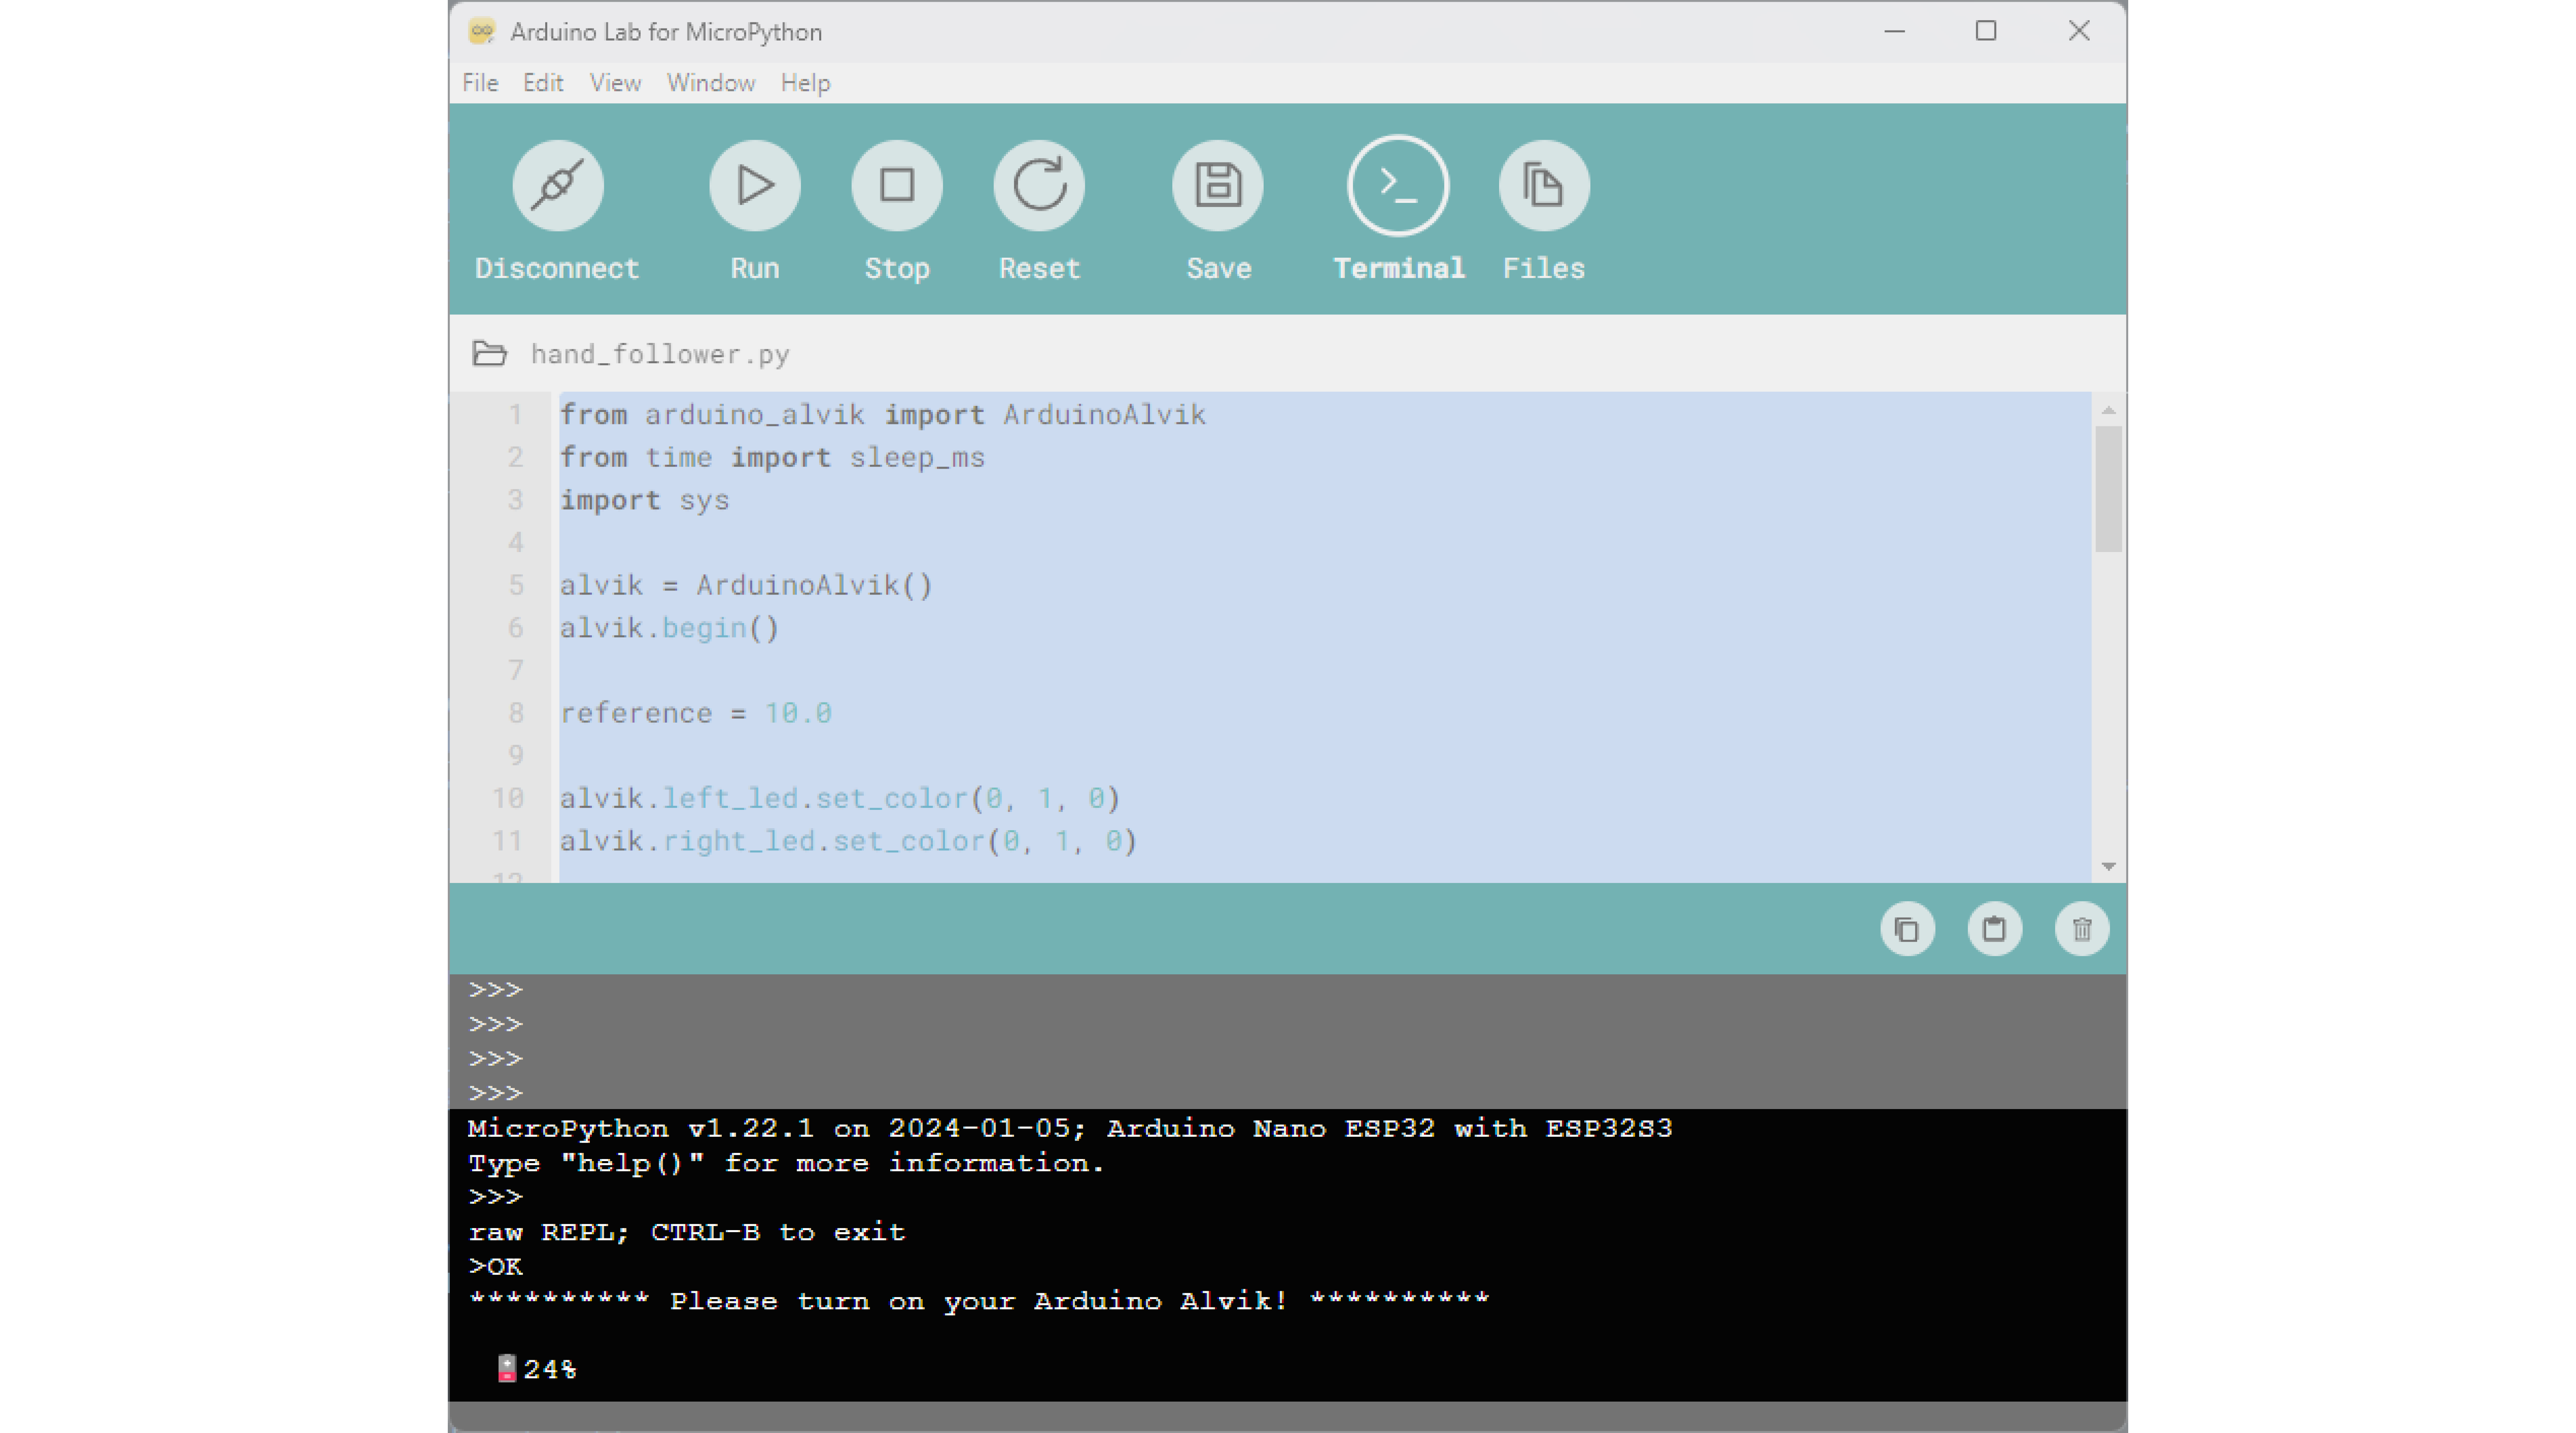 Arduino Lab for MicroPython
File Edit View Window Help
Disconnect Run Stop Reset Save Terminal Files
hand_follower.py
1 from arduino_alvik import ArduinoAlvik
2 from time import sleep_ms
3 import sys
4
5 alvik = ArduinoAlvik()
6 alvik.begin()
7
8 reference = 10.0
9
10 alvik.left_led.set_color(0, 1, 0)
11 alvik.right_led.set_color(0, 1, 0)
12
>>>
>>>
>>>
>>>
MicroPython v1.22.1 on 2024-01-05; Arduino Nano ESP32 with ESP32S3
Type "help()" for more information.
>>>
raw REPL; CTRL-B to exit
>OK
********** Please turn on your Arduino Alvik! **********
24%